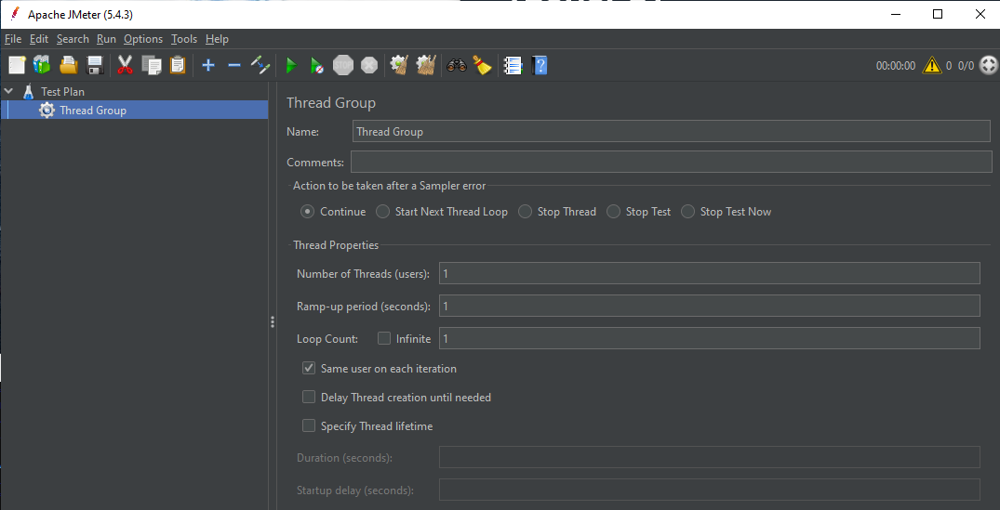 Apache JMeter (5.4.3)
File Edit Search Run Options Tools Help
STOP
00:00:00 0 0/0
Test Plan
Thread Group
Thread Group
Name: Thread Group
Comments:
Action to be taken after a Sampler error
Continue Start Next Thread Loop Stop Thread Stop Test Stop Test Now
Thread Properties
Number of Threads (users): 1
Ramp-up period (seconds): 1
Loop Count: Infinite 1
Same user on each iteration
Delay Thread creation until needed
Specify Thread lifetime
Duration (seconds):
Startup delay (seconds):